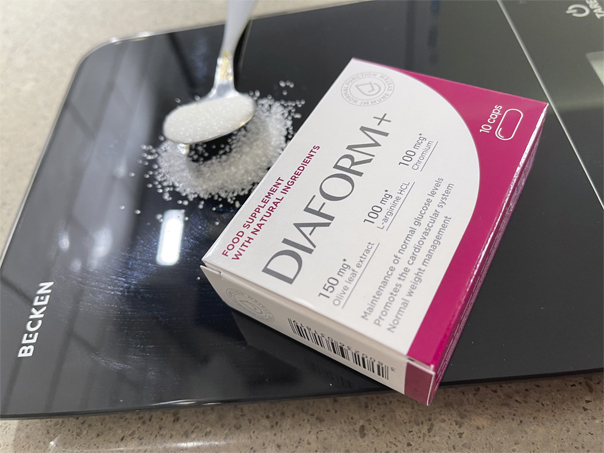 BECKEN
TARE
10 caps
DIAFORM+
FOOD SUPPLEMENT
WITH NATURAL INGREDIENTS
150 mg*
Olive leaf extract
100 mg*
L-arginine HCL
100 mcg*
Chromium
Maintenance of normal glucose levels
Promotes the cardiovascular system
Normal weight management